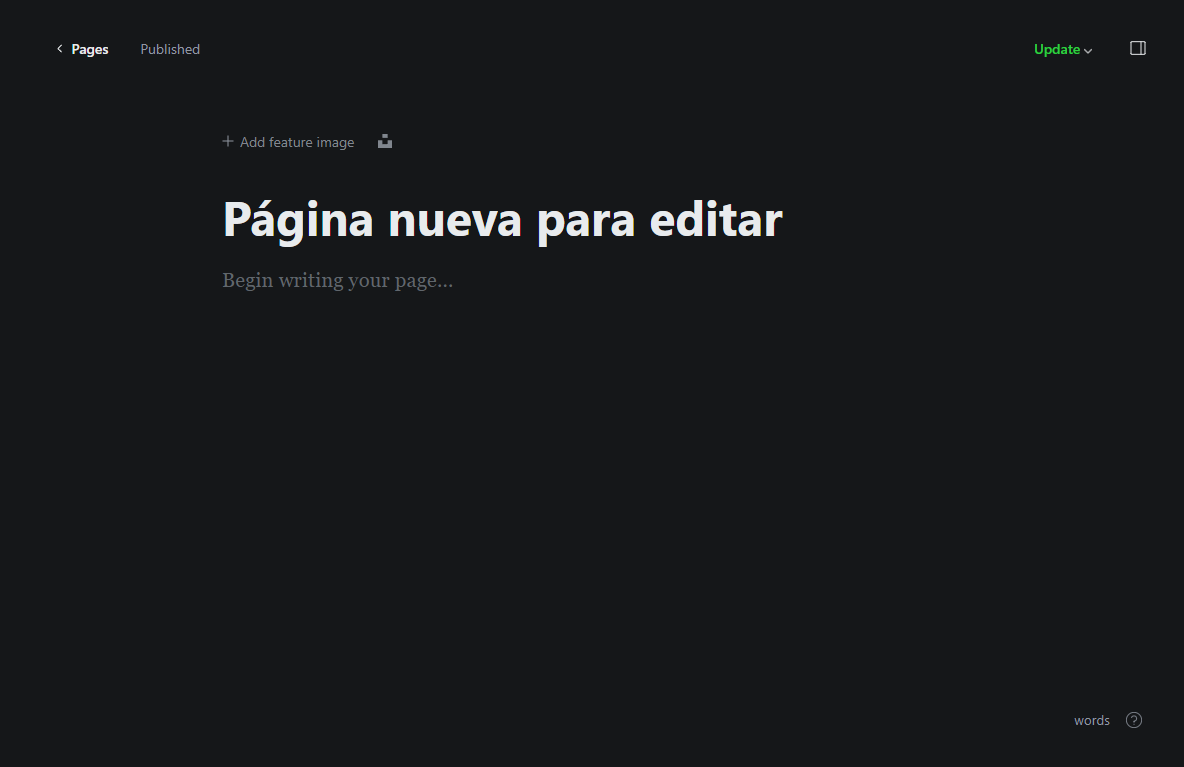 Pages Published Update
Add feature image
Página nueva para editar
Begin writing your page...
words